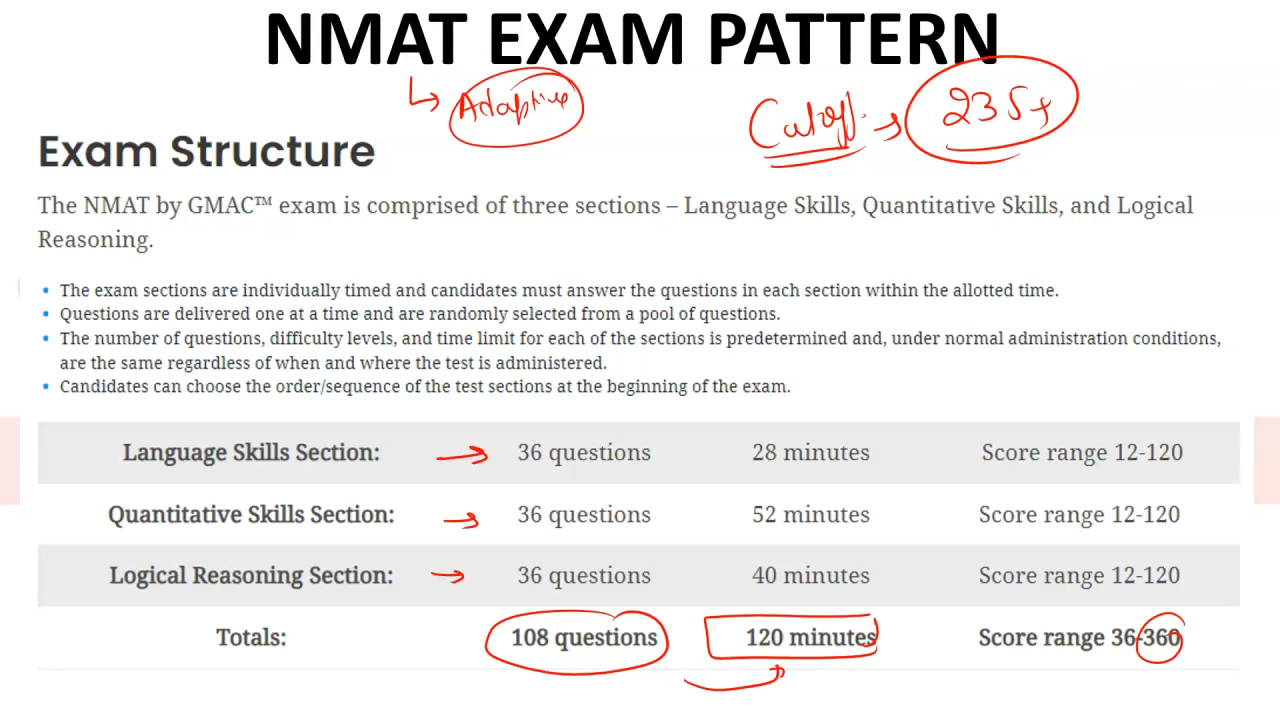 NMAT EXAM PATTERN
↳ Adaptive
Cutoff → 235+
Exam Structure
The NMAT by GMAC™ exam is comprised of three sections – Language Skills, Quantitative Skills, and Logical
Reasoning.
• The exam sections are individually timed and candidates must answer the questions in each section within the allotted time.
• Questions are delivered one at a time and are randomly selected from a pool of questions.
• The number of questions, difficulty levels, and time limit for each of the sections is predetermined and, under normal administration conditions,
are the same regardless of when and where the test is administered.
• Candidates can choose the order/sequence of the test sections at the beginning of the exam.
Language Skills Section: → 36 questions 28 minutes Score range 12-120
Quantitative Skills Section: → 36 questions 52 minutes Score range 12-120
Logical Reasoning Section: → 36 questions 40 minutes Score range 12-120
Totals: 108 questions 120 minutes Score range 36-360